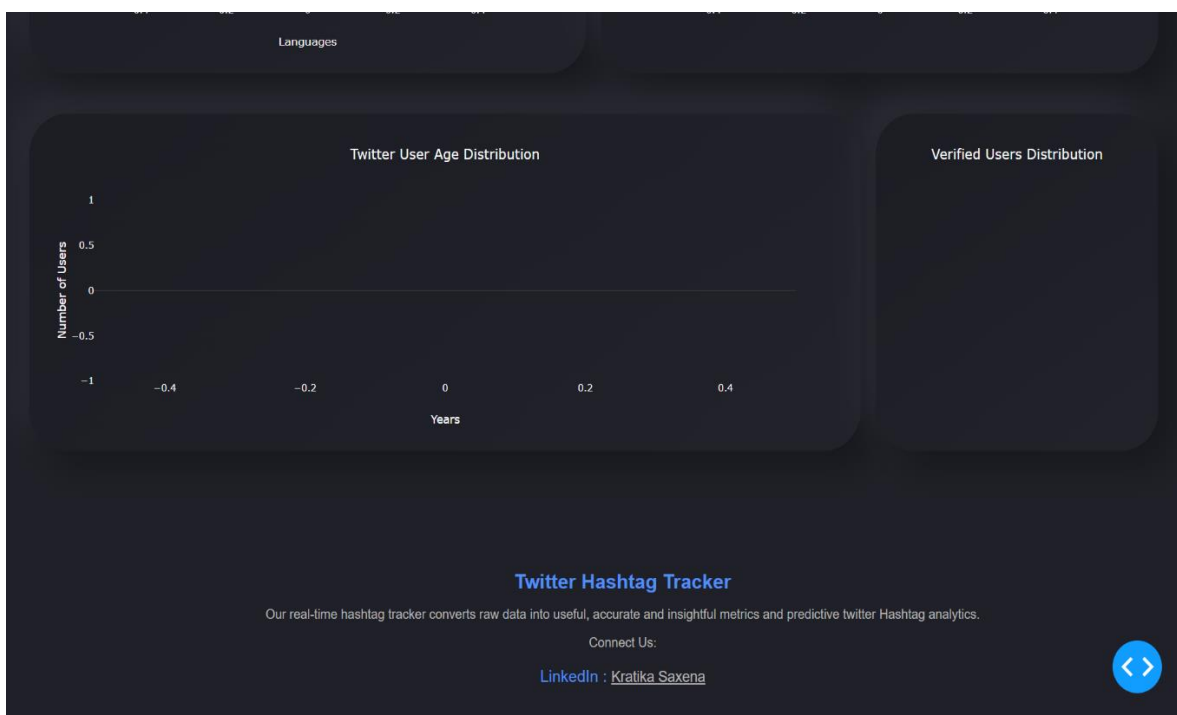 Languages
Twitter User Age Distribution
Verified Users Distribution
1
0.5
0
−0.5
−1
Number of Users
−0.4 −0.2 0 0.2 0.4
Years
Twitter Hashtag Tracker
Our real-time hashtag tracker converts raw data into useful, accurate and insightful metrics and predictive twitter Hashtag analytics.
Connect Us:
LinkedIn : Kratika Saxena